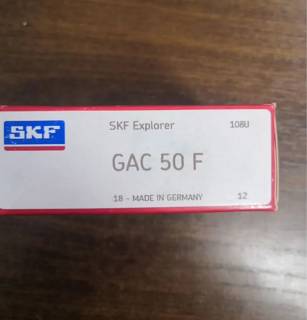 SKF
SKF Explorer 108U
GAC 50 F
18 - MADE IN GERMANY 12